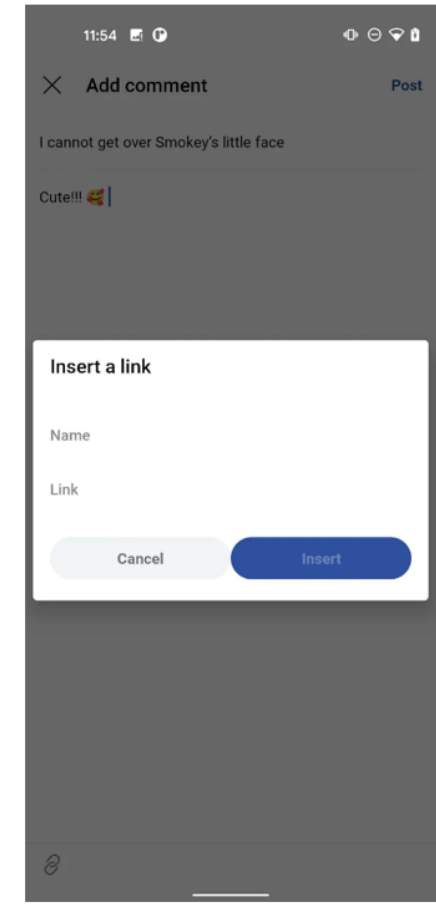 11:54
Add comment
Post
I cannot get over Smokey's little face
Cute!!! 🥰
Insert a link
Name
Link
Cancel
Insert